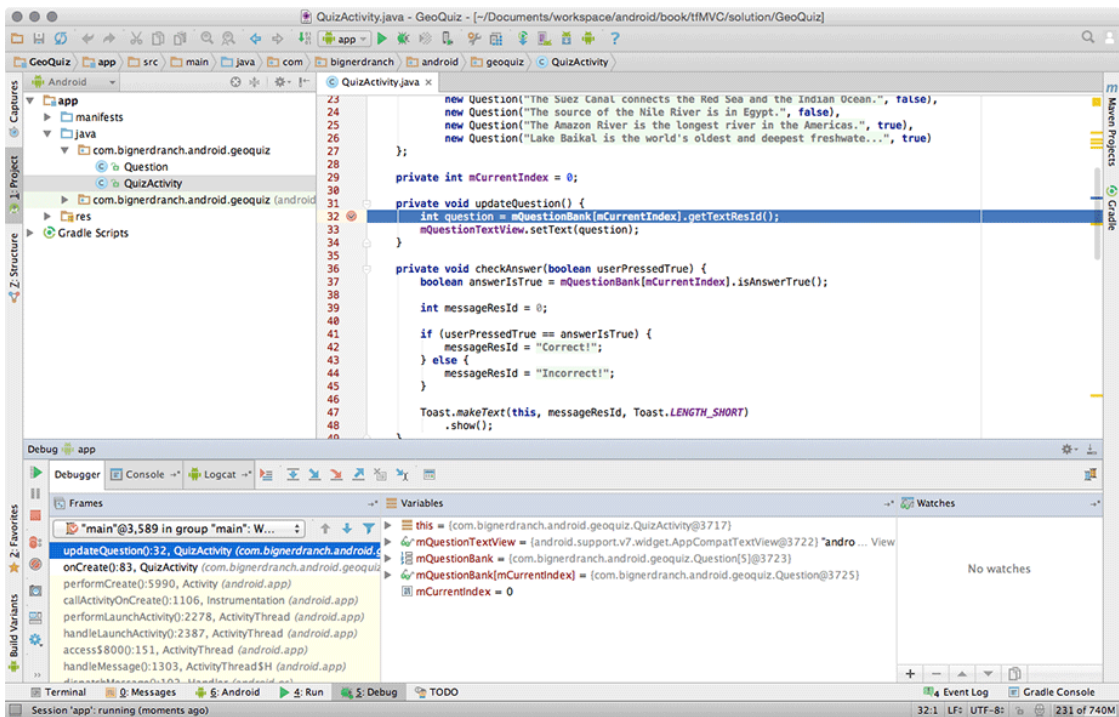 QuizActivity.java - GeoQuiz - [~/Documents/workspace/android/book/tfMVC/solution/GeoQuiz]
app
GeoQuiz app src main java com bignerdranch android geoquiz QuizActivity
Android
QuizActivity.java
Captures
1: Project
Z: Structure
2: Favorites
Build Variants
Maven Projects
Gradle
app
manifests
java
com.bignerdranch.android.geoquiz
Question
QuizActivity
com.bignerdranch.android.geoquiz (android
res
Gradle Scripts
23 new Question("The Suez Canal connects the Red Sea and the Indian Ocean.", false),
24 new Question("The source of the Nile River is in Egypt.", false),
25 new Question("The Amazon River is the longest river in the Americas.", true),
26 new Question("Lake Baikal is the world's oldest and deepest freshwate...", true)
27 };
28
29 private int mCurrentIndex = 0;
30
31 private void updateQuestion() {
32 int question = mQuestionBank[mCurrentIndex].getTextResId();
33 mQuestionTextView.setText(question);
34 }
35
36 private void checkAnswer(boolean userPressedTrue) {
37 boolean answerIsTrue = mQuestionBank[mCurrentIndex].isAnswerTrue();
38
39 int messageResId = 0;
40
41 if (userPressedTrue == answerIsTrue) {
42 messageResId = "Correct!";
43 } else {
44 messageResId = "Incorrect!";
45 }
46
47 Toast.makeText(this, messageResId, Toast.LENGTH_SHORT)
48 .show();
49 }
Debug app
Debugger Console Logcat
Frames
"main"@3,589 in group "main": W...
updateQuestion():32, QuizActivity (com.bignerdranch.android.g
onCreate():83, QuizActivity (com.bignerdranch.android.geoquiz
performCreate():5990, Activity (android.app)
callActivityOnCreate():1106, Instrumentation (android.app)
performLaunchActivity():2278, ActivityThread (android.app)
handleLaunchActivity():2387, ActivityThread (android.app)
access$800():151, ActivityThread (android.app)
handleMessage():1303, ActivityThread$H (android.app)
Variables
this = {com.bignerdranch.android.geoquiz.QuizActivity@3717}
mQuestionTextView = {android.support.v7.widget.AppCompatTextView@3722} "andro ... View
mQuestionBank = {com.bignerdranch.android.geoquiz.Question[5]@3723}
mQuestionBank[mCurrentIndex] = {com.bignerdranch.android.geoquiz.Question@3725}
mCurrentIndex = 0
Watches
No watches
Terminal 0: Messages 6: Android 4: Run 5: Debug TODO 4 Event Log Gradle Console
Session 'app': running (moments ago) 32:1 LF: UTF-8: 231 of 740M